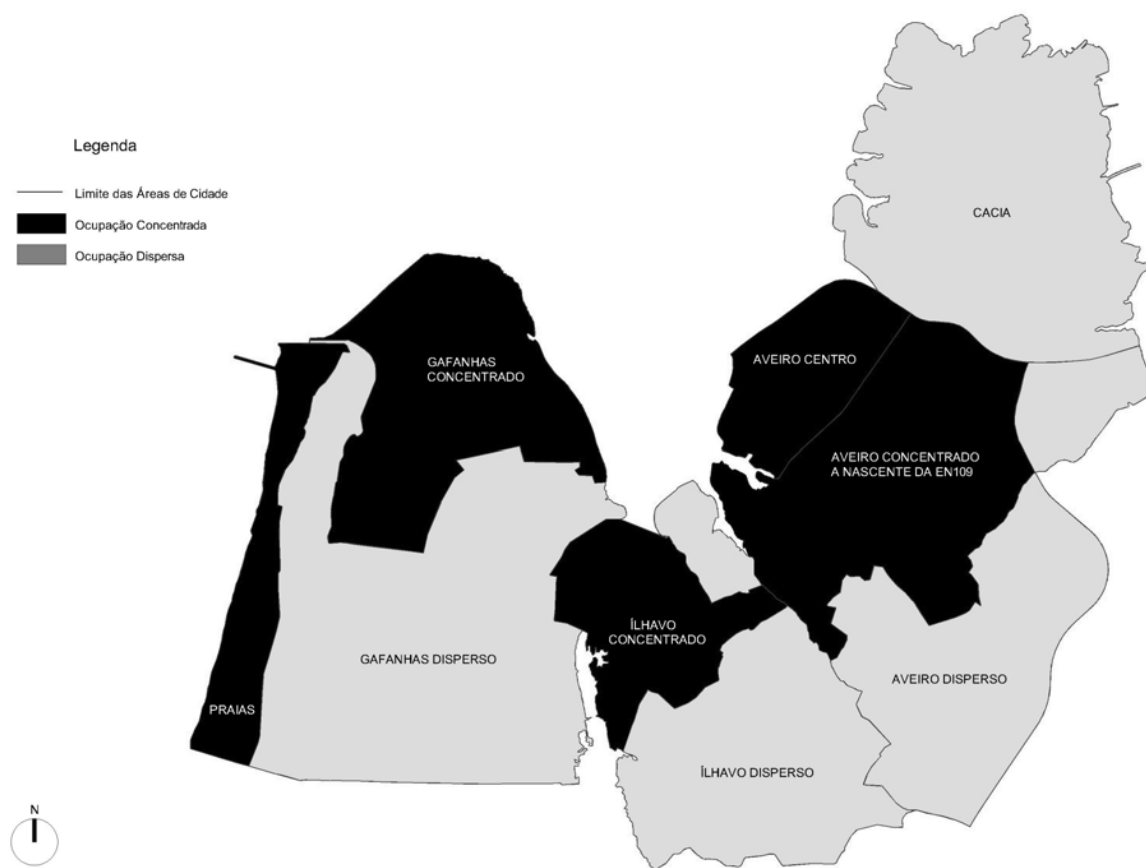 Legenda
Limite das Áreas de Cidade
Ocupação Concentrada
Ocupação Dispersa
CACIA
GAFANHAS
CONCENTRADO
AVEIRO CENTRO
AVEIRO CONCENTRADO
A NASCENTE DA EN109
ÍLHAVO
CONCENTRADO
GAFANHAS DISPERSO
AVEIRO DISPERSO
PRAIAS
ÍLHAVO DISPERSO
N